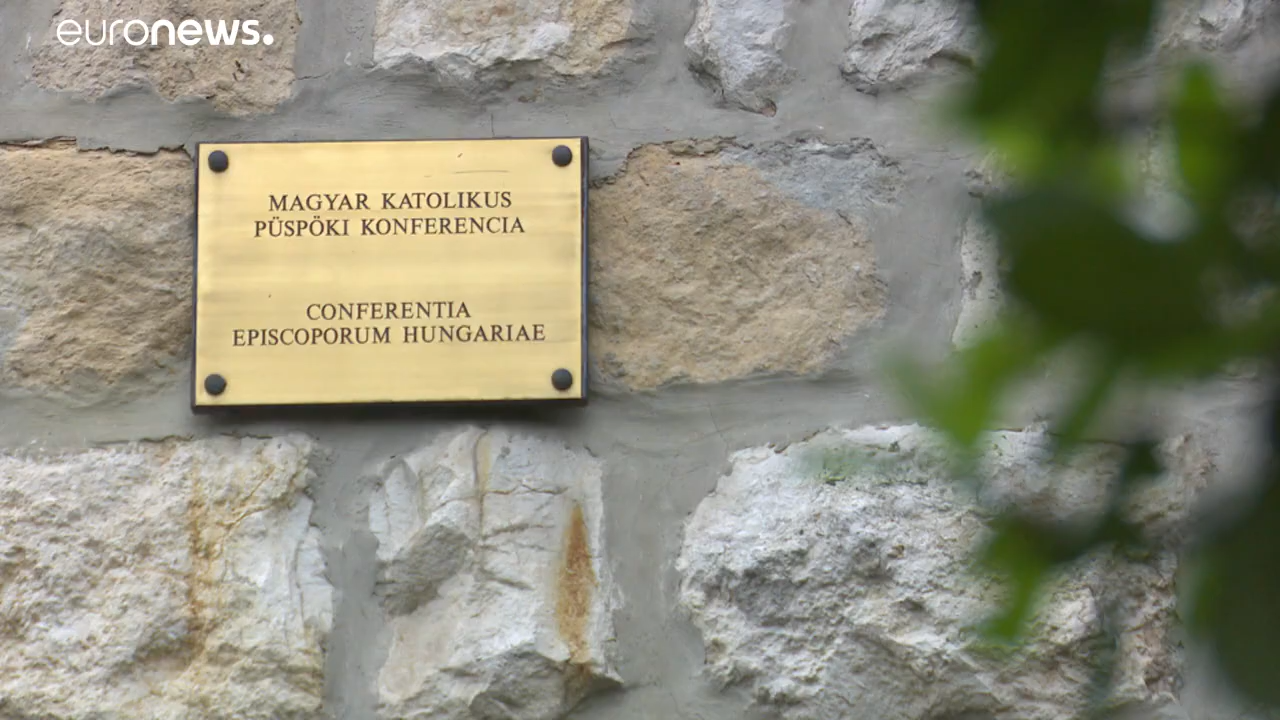 euronews.
MAGYAR KATOLIKUS
PÜSPÖKI KONFERENCIA
CONFERENTIA
EPISCOPORUM HUNGARIAE